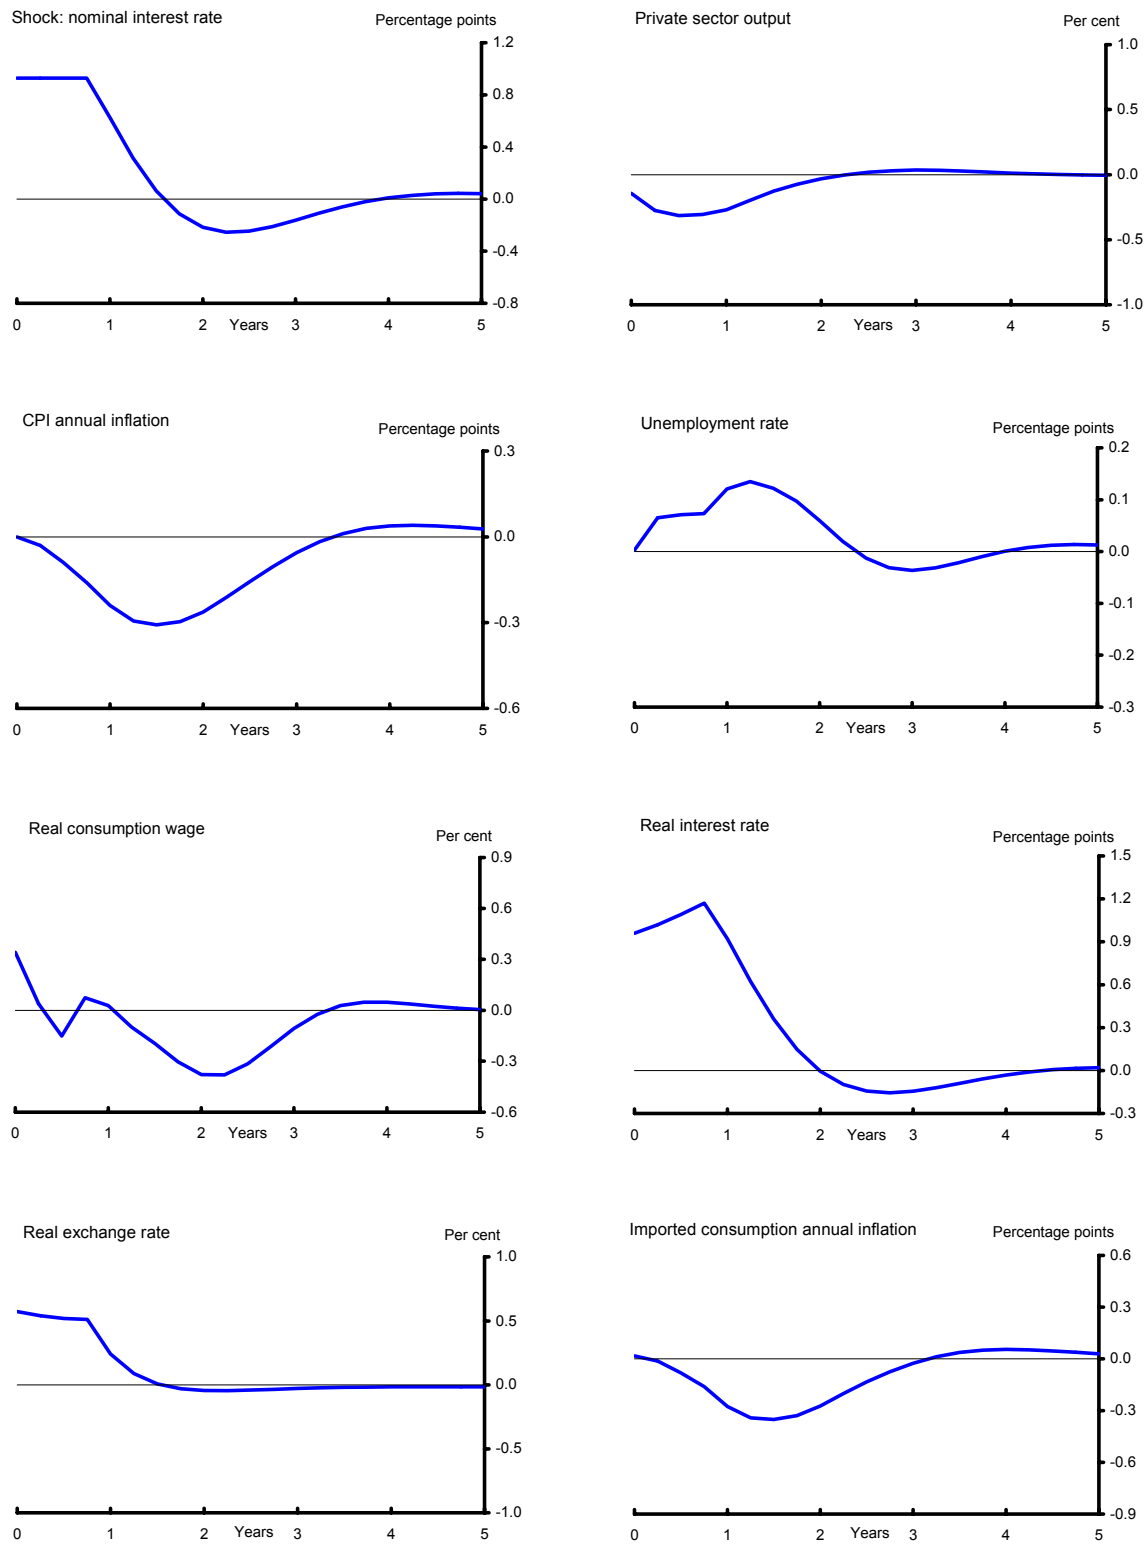 Shock: nominal interest rate
Percentage points
1.2
0.8
0.4
0.0
-0.4
-0.8
0 1 2 Years 3 4 5
Private sector output
Per cent
1.0
0.5
0.0
-0.5
-1.0
0 1 2 Years 3 4 5
CPI annual inflation
Percentage points
0.3
0.0
-0.3
-0.6
0 1 2 Years 3 4 5
Unemployment rate
Percentage points
0.2
0.1
0.0
-0.1
-0.2
-0.3
0 1 2 Years 3 4 5
Real consumption wage
Per cent
0.9
0.6
0.3
0.0
-0.3
-0.6
0 1 2 Years 3 4 5
Real interest rate
Percentage points
1.5
1.2
0.9
0.6
0.3
0.0
-0.3
0 1 2 Years 3 4 5
Real exchange rate
Per cent
1.0
0.5
0.0
-0.5
-1.0
0 1 2 Years 3 4 5
Imported consumption annual inflation
Percentage points
0.6
0.3
0.0
-0.3
-0.6
-0.9
0 1 2 Years 3 4 5